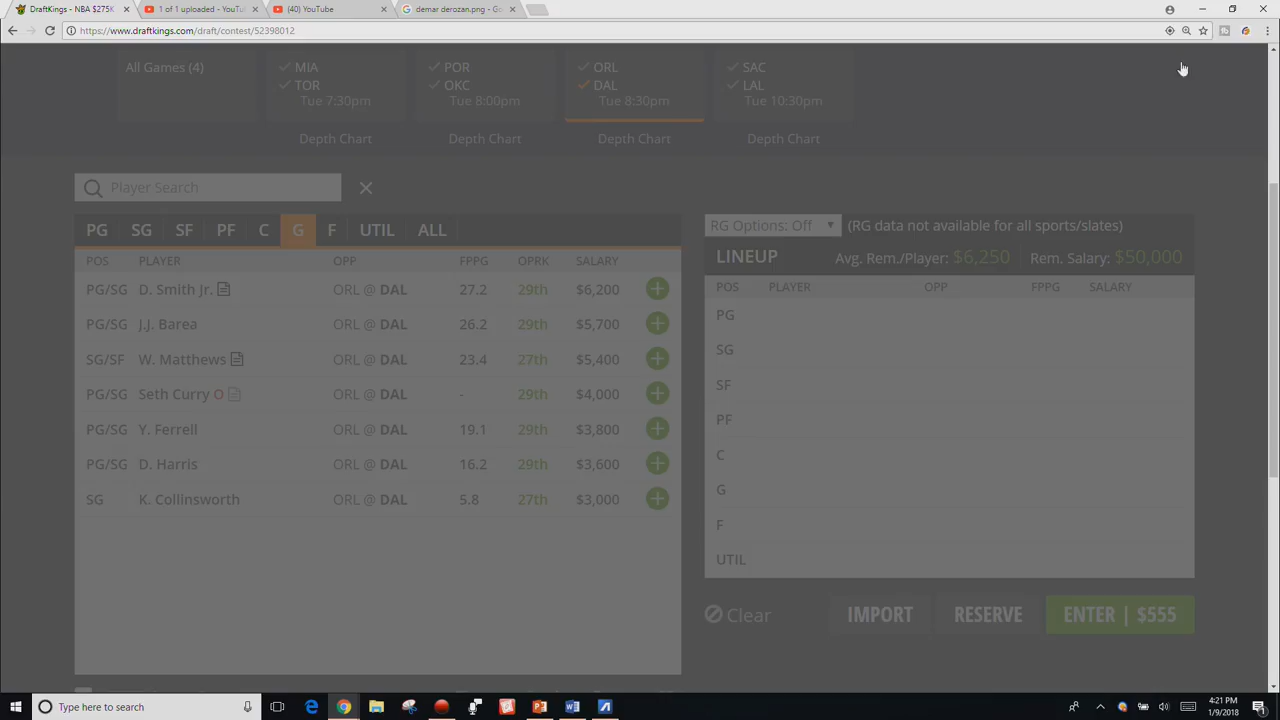 DraftKings - NBA $275K
1 of 1 uploaded - YouTu
(40) YouTube
demar derozan.png - Go
https://www.draftkings.com/draft/contest/52398012
All Games (4)
MIA
TOR
Tue 7:30pm
POR
OKC
Tue 8:00pm
ORL
DAL
Tue 8:30pm
SAC
LAL
Tue 10:30pm
Depth Chart
Depth Chart
Depth Chart
Depth Chart
Player Search
PG SG SF PF C G F UTIL ALL
POS PLAYER OPP FPPG OPRK SALARY
PG/SG D. Smith Jr. ORL @ DAL 27.2 29th $6,200
PG/SG J.J. Barea ORL @ DAL 26.2 29th $5,700
SG/SF W. Matthews ORL @ DAL 23.4 27th $5,400
PG/SG Seth Curry O ORL @ DAL - 29th $4,000
PG/SG Y. Ferrell ORL @ DAL 19.1 29th $3,800
PG/SG D. Harris ORL @ DAL 16.2 29th $3,600
SG K. Collinsworth ORL @ DAL 5.8 27th $3,000
RG Options: Off (RG data not available for all sports/slates)
LINEUP Avg. Rem./Player: $6,250 Rem. Salary: $50,000
POS PLAYER OPP FPPG SALARY
PG
SG
SF
PF
C
G
F
UTIL
Clear IMPORT RESERVE ENTER | $555
Type here to search
4:21 PM
1/9/2018